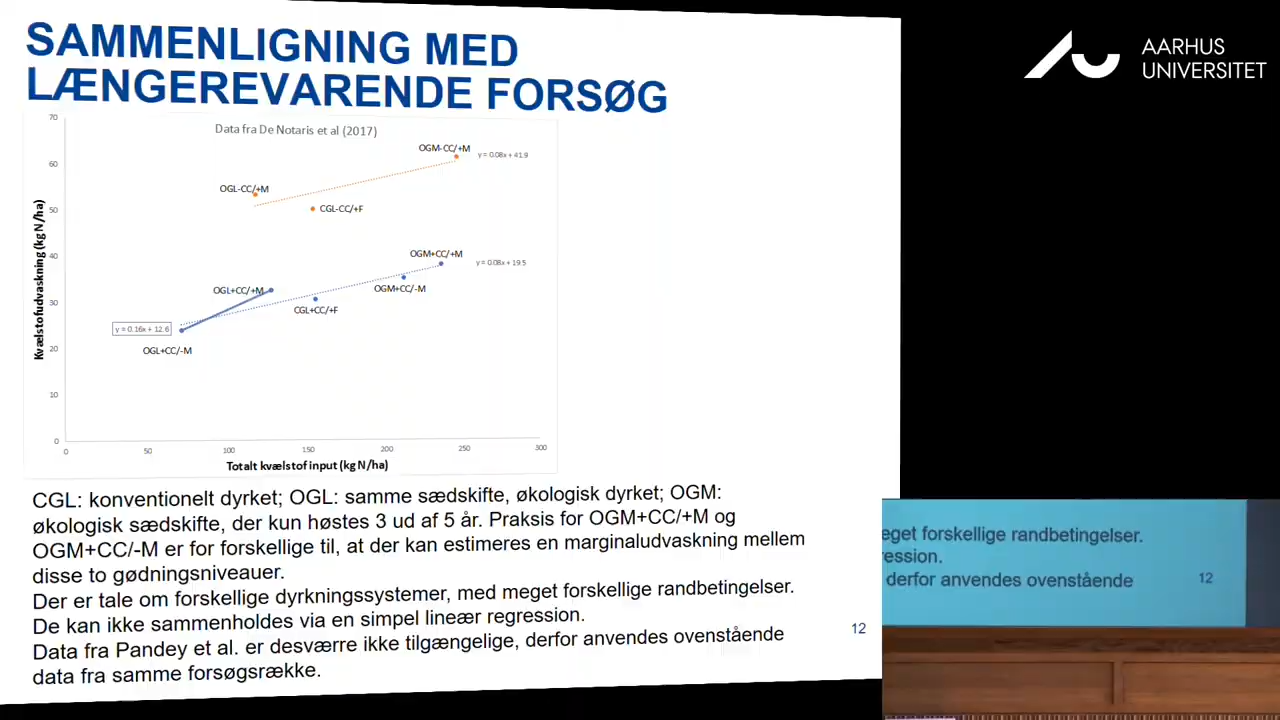 SAMMENLIGNING MED
LÆNGEREVARENDE FORSØG
AARHUS
UNIVERSITET
Data fra De Notaris et al (2017)
70
60
50
40
30
20
10
0
Kvælstofudvaskning (kg N/ha)
OGM-CC/+M
y = 0.08x + 41.9
OGL-CC/+M
CGL-CC/+F
OGM+CC/+M
y = 0.08x + 19.5
OGL+CC/+M
OGM+CC/-M
CGL+CC/+F
y = 0.16x + 12.6
OGL+CC/-M
0
50
100
150
200
250
300
Totalt kvælstof input (kg N/ha)
CGL: konventionelt dyrket; OGL: samme sædskifte, økologisk dyrket; OGM:
økologisk sædskifte, der kun høstes 3 ud af 5 år. Praksis for OGM+CC/+M og
OGM+CC/-M er for forskellige til, at der kan estimeres en marginaludvaskning mellem
disse to gødningsniveauer.
Der er tale om forskellige dyrkningssystemer, med meget forskellige randbetingelser.
De kan ikke sammenholdes via en simpel lineær regression.
Data fra Pandey et al. er desværre ikke tilgængelige, derfor anvendes ovenstående
data fra samme forsøgsrække.
12
eget forskellige randbetingelser.
ression.
derfor anvendes ovenstående
12